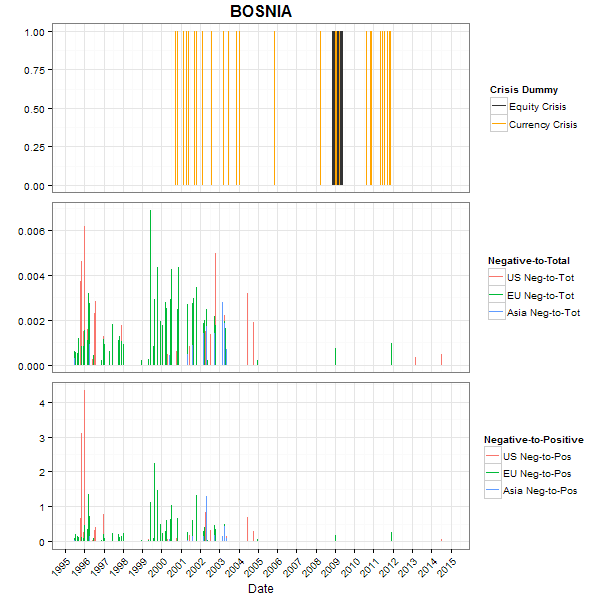 BOSNIA
1.00
0.75
0.50
0.25
0.00
Crisis Dummy
Equity Crisis
Currency Crisis
0.006
0.004
0.002
0.000
Negative-to-Total
US Neg-to-Tot
EU Neg-to-Tot
Asia Neg-to-Tot
4
3
2
1
0
Negative-to-Positive
US Neg-to-Pos
EU Neg-to-Pos
Asia Neg-to-Pos
1995 1996 1997 1998 1999 2000 2001 2002 2003 2004 2005 2006 2007 2008 2009 2010 2011 2012 2013 2014 2015
Date